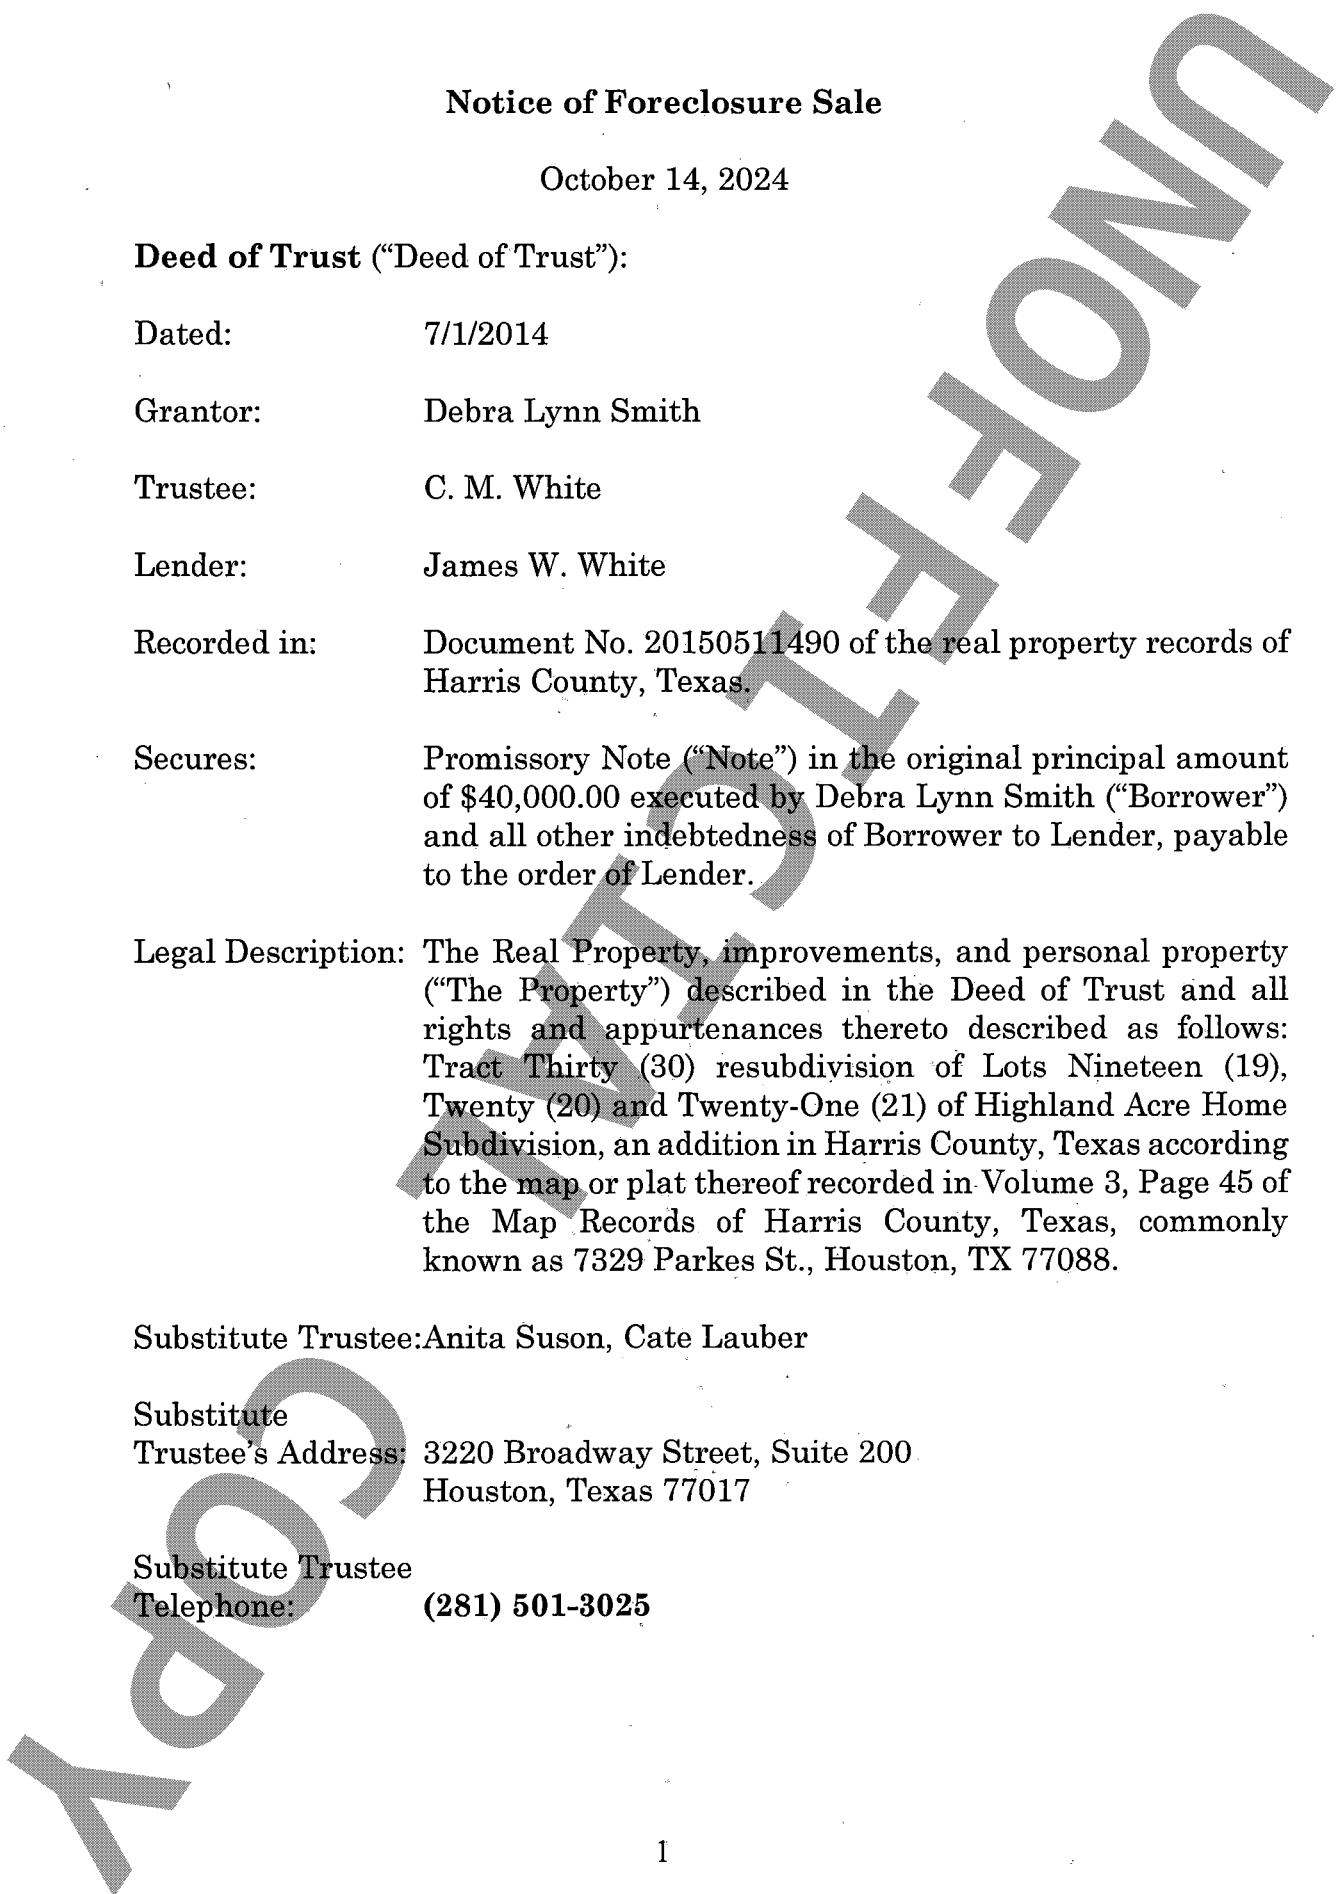 Notice of Foreclosure Sale
October 14, 2024
Deed of Trust (“Deed of Trust”):
Dated: 7/1/2014
Grantor: Debra Lynn Smith
Trustee: C. M. White
Lender: James W. White
Recorded in: Document No. 20150511490 of the real property records of
Harris County, Texas.
Secures: Promissory Note (“Note”) in the original principal amount
of $40,000.00 executed by Debra Lynn Smith (“Borrower”)
and all other indebtedness of Borrower to Lender, payable
to the order of Lender.
Legal Description: The Real Property, improvements, and personal property
(“The Property”) described in the Deed of Trust and all
rights and appurtenances thereto described as follows:
Tract Thirty (30) resubdivision of Lots Nineteen (19),
Twenty (20) and Twenty-One (21) of Highland Acre Home
Subdivision, an addition in Harris County, Texas according
to the map or plat thereof recorded in Volume 3, Page 45 of
the Map Records of Harris County, Texas, commonly
known as 7329 Parkes St., Houston, TX 77088.
Substitute Trustee:Anita Suson, Cate Lauber
Substitute
Trustee’s Address: 3220 Broadway Street, Suite 200
Houston, Texas 77017
Substitute Trustee
Telephone: (281) 501-3025
1
UNOFFICIAL COPY